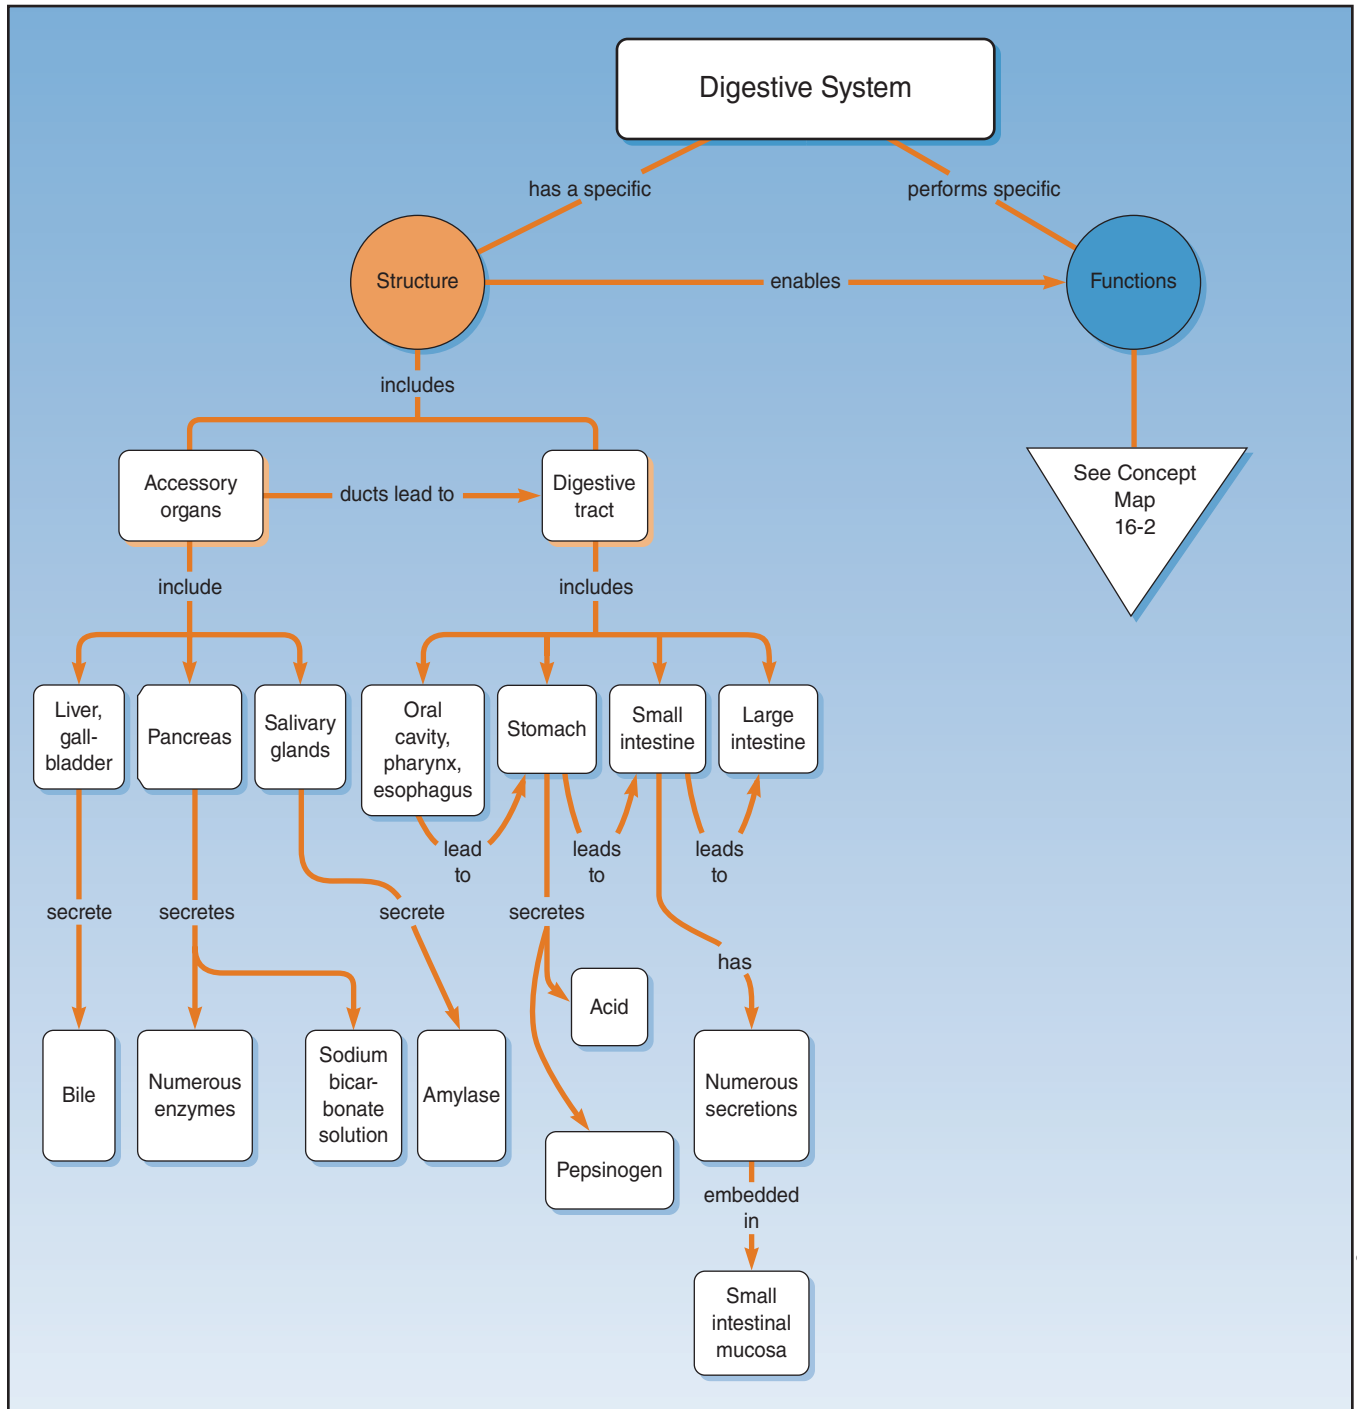 Digestive System
has a specific
performs specific
Structure
enables
Functions
includes
Accessory
organs
ducts lead to
Digestive
tract
See Concept
Map
16-2
include
includes
Liver,
gall-
bladder
Pancreas
Salivary
glands
Oral
cavity,
pharynx,
esophagus
Stomach
Small
intestine
Large
intestine
lead
to
leads
to
leads
to
secrete
secretes
secrete
secretes
has
Bile
Numerous
enzymes
Sodium
bicar-
bonate
solution
Amylase
Acid
Pepsinogen
Numerous
secretions
embedded
in
Small
intestinal
mucosa